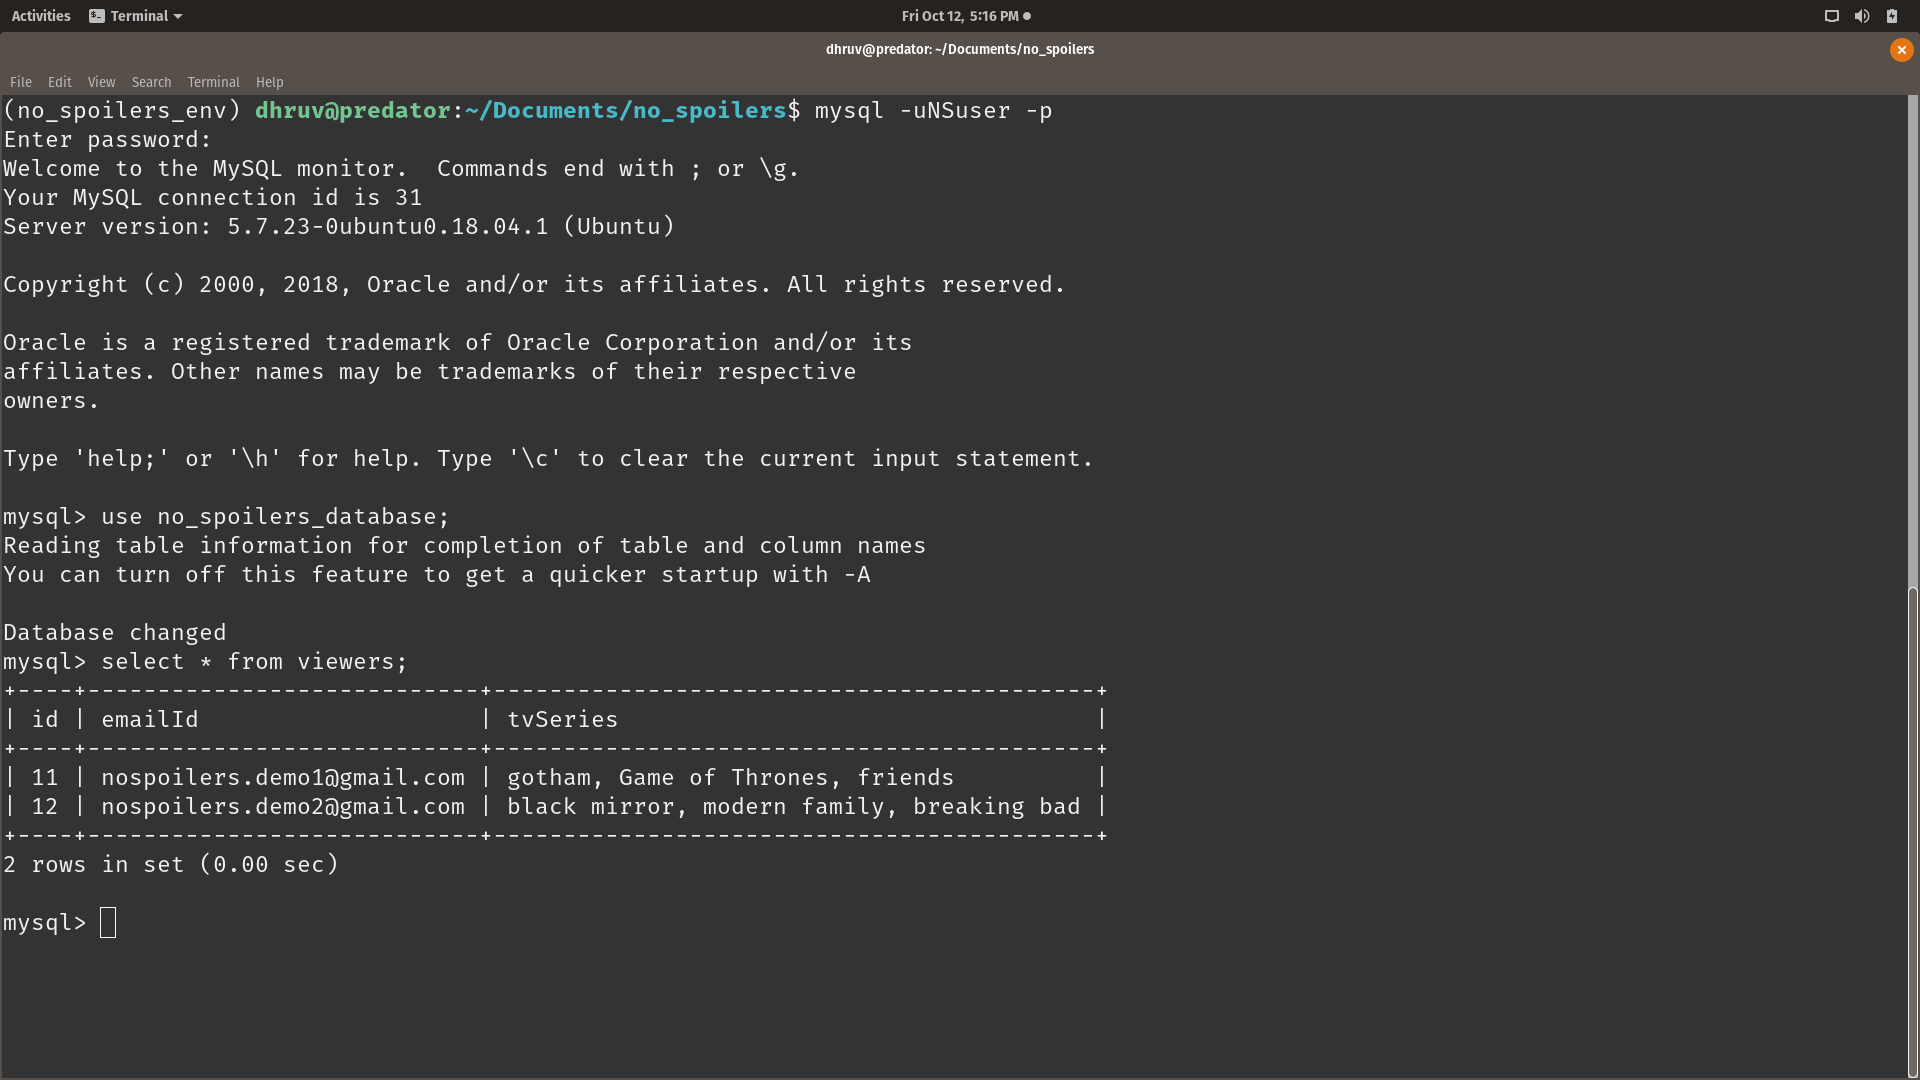 Activities Terminal Fri Oct 12, 5:16 PM
dhruv@predator: ~/Documents/no_spoilers
File Edit View Search Terminal Help
(no_spoilers_env) dhruv@predator:~/Documents/no_spoilers$ mysql -uNSuser -p
Enter password:
Welcome to the MySQL monitor.  Commands end with ; or \g.
Your MySQL connection id is 31
Server version: 5.7.23-0ubuntu0.18.04.1 (Ubuntu)
Copyright (c) 2000, 2018, Oracle and/or its affiliates. All rights reserved.
Oracle is a registered trademark of Oracle Corporation and/or its
affiliates. Other names may be trademarks of their respective
owners.
Type 'help;' or '\h' for help. Type '\c' to clear the current input statement.
mysql> use no_spoilers_database;
Reading table information for completion of table and column names
You can turn off this feature to get a quicker startup with -A
Database changed
mysql> select * from viewers;
+----+----------------------------+-------------------------------------------+
| id | emailId                    | tvSeries                                  |
+----+----------------------------+-------------------------------------------+
| 11 | nospoilers.demo1@gmail.com | gotham, Game of Thrones, friends          |
| 12 | nospoilers.demo2@gmail.com | black mirror, modern family, breaking bad |
+----+----------------------------+-------------------------------------------+
2 rows in set (0.00 sec)
mysql>